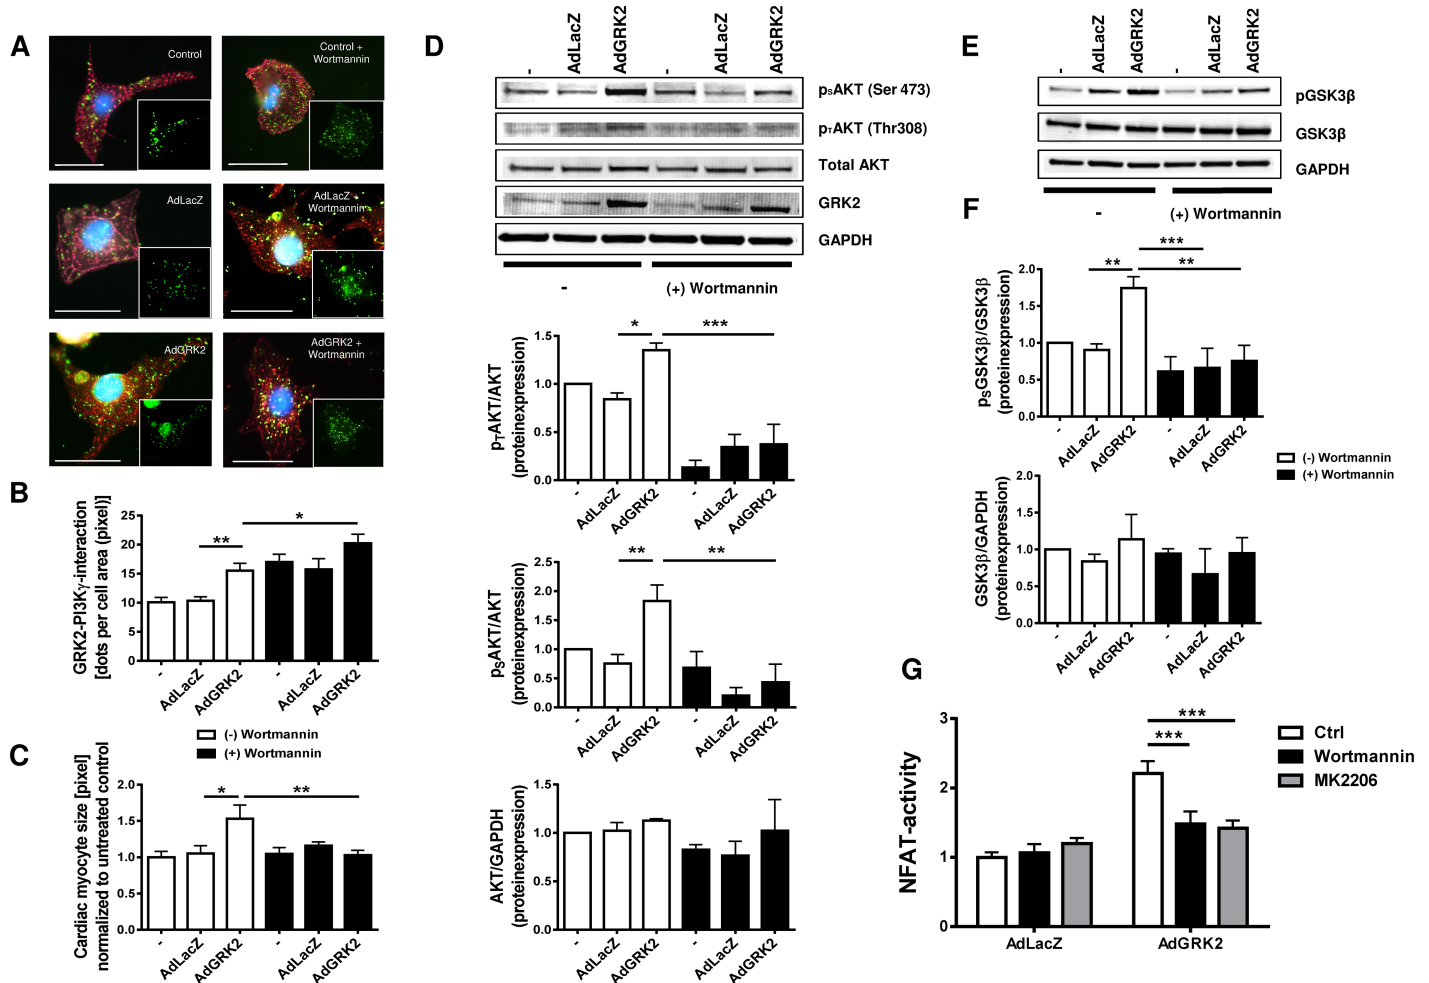 A
Control
Control +
Wortmannin
AdLacZ
AdLacZ
Wortmannin
AdGRK2
AdGRK2 +
Wortmannin
B
GRK2-PI3Kγ-interaction
[dots per cell area (pixel)]
25
20
15
10
5
0
**
*
-
AdLacZ
AdGRK2
-
AdLacZ
AdGRK2
(-) Wortmannin
(+) Wortmannin
C
Cardiac myocyte size [pixel]
normalized to untreated control
2.0
1.5
1.0
0.5
0.0
*
**
-
AdLacZ
AdGRK2
-
AdLacZ
AdGRK2
D
-
AdLacZ
AdGRK2
-
AdLacZ
AdGRK2
pSAKT (Ser 473)
pTAKT (Thr308)
Total AKT
GRK2
GAPDH
-
(+) Wortmannin
pTAKT/AKT
(proteinexpression)
1.5
1.0
0.5
0.0
*
***
-
AdLacZ
AdGRK2
-
AdLacZ
AdGRK2
pSAKT/AKT
(proteinexpression)
2.5
2.0
1.5
1.0
0.5
0.0
**
**
-
AdLacZ
AdGRK2
-
AdLacZ
AdGRK2
AKT/GAPDH
(proteinexpression)
1.5
1.0
0.5
0.0
-
AdLacZ
AdGRK2
-
AdLacZ
AdGRK2
E
-
AdLacZ
AdGRK2
-
AdLacZ
AdGRK2
pGSK3β
GSK3β
GAPDH
-
(+) Wortmannin
F
pSGSK3β/GSK3β
(proteinexpression)
2.0
1.5
1.0
0.5
0.0
**
***
**
-
AdLacZ
AdGRK2
-
AdLacZ
AdGRK2
(-) Wortmannin
(+) Wortmannin
GSK3β/GAPDH
(proteinexpression)
2.0
1.5
1.0
0.5
0.0
-
AdLacZ
AdGRK2
-
AdLacZ
AdGRK2
G
NFAT-activity
3
2
1
0
***
***
AdLacZ
AdGRK2
Ctrl
Wortmannin
MK2206